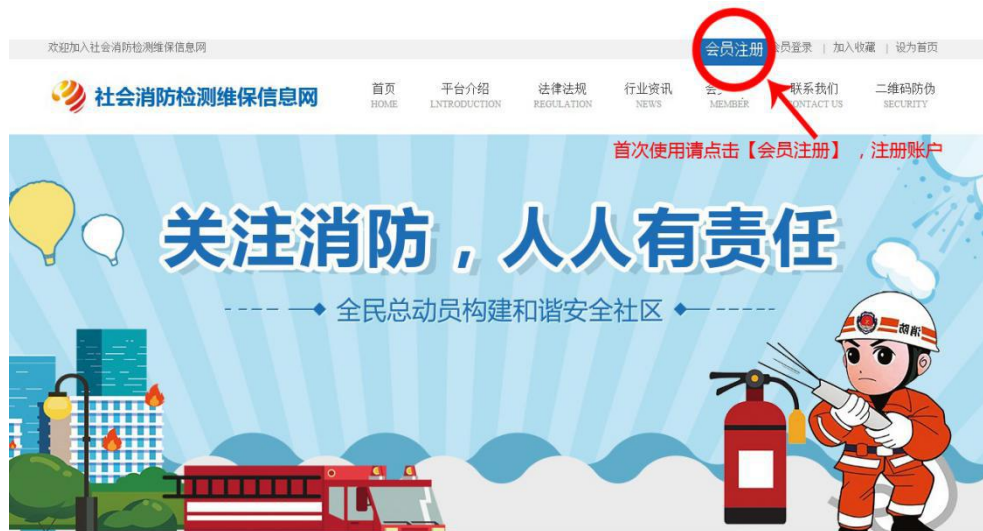 欢迎加入社会消防检测维保信息网
会员注册 会员登录 | 加入收藏 | 设为首页
社会消防检测维保信息网
首页 平台介绍 法律法规 行业资讯 联系我们 二维码防伪
HOME LNTRODUCTION REGULATION NEWS MEMBER CONTACT US SECURITY
首次使用请点击【会员注册】，注册账户
关注消防，人人有责任
全民总动员构建和谐安全社区
消防